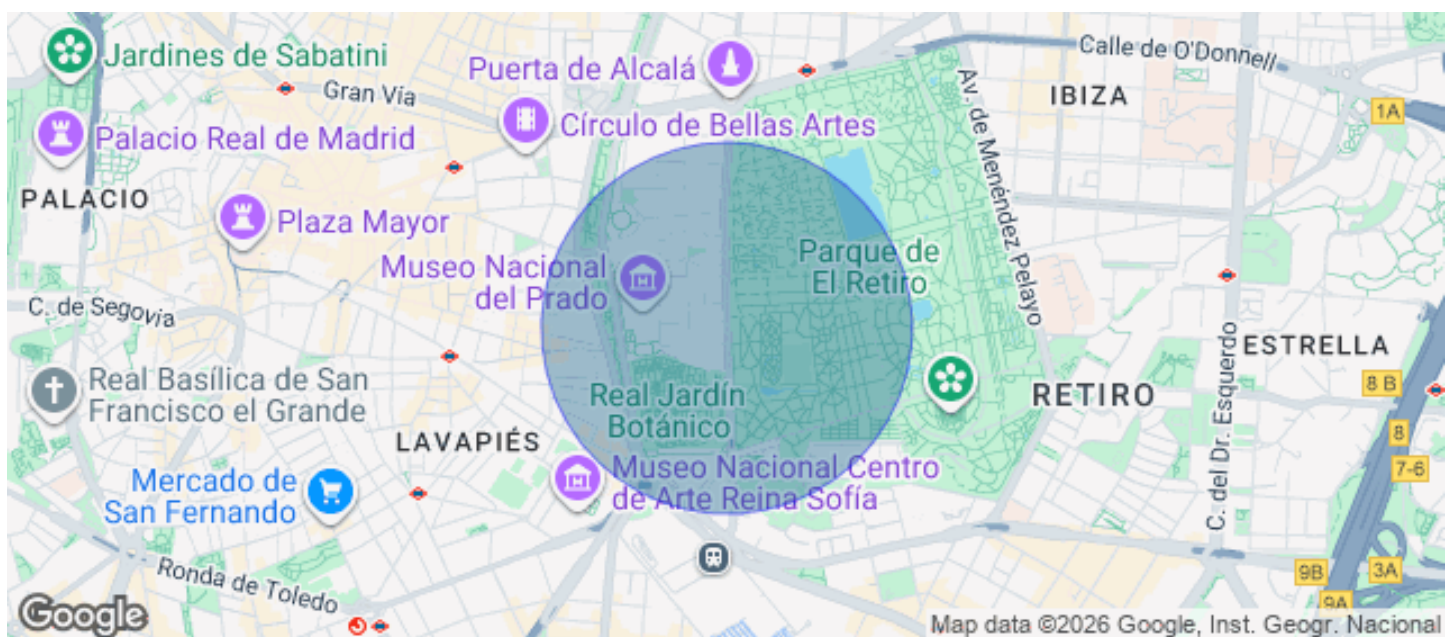 Jardines de Sabatini
Gran Vía
Puerta de Alcalá
Calle de O'Donnell
Av. de Menéndez Pelayo
IBIZA
1A
Palacio Real de Madrid
Círculo de Bellas Artes
PALACIO
Plaza Mayor
Museo Nacional
del Prado
Parque de
El Retiro
C. de Segovia
C. del Dr. Esquerdo
ESTRELLA
Real Basílica de San
Francisco el Grande
Real Jardín
Botánico
RETIRO
8 B
8
7-6
LAVAPIÉS
Mercado de
San Fernando
Museo Nacional Centro
de Arte Reina Sofía
Ronda de Toledo
9B
3A
9A
Google
Map data ©2026 Google, Inst. Geogr. Nacional